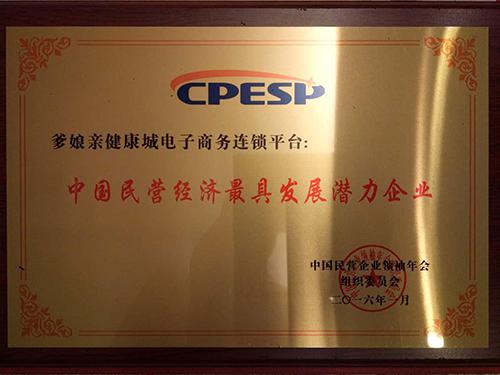 CPESP
爹娘亲健康城电子商务连锁平台:
中国民营经济最具发展潜力企业
中国民营企业领袖年会
组织委员会
二〇一六年一月